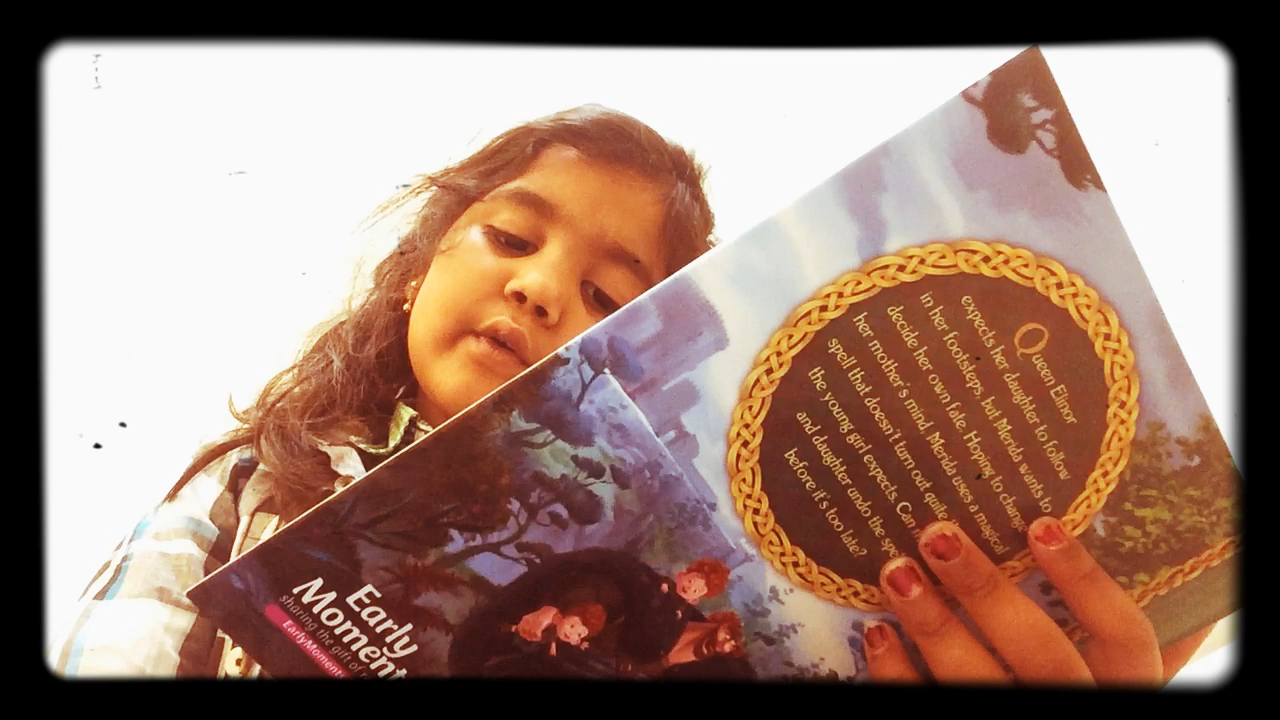 Queen Elinor
expects her daughter to follow
in her footsteps, but Merida wants to
decide her own fate. Hoping to change
her mother's mind, Merida uses a magical
spell that doesn't turn out quite
the young girl expects. Can
and daughter undo the spe
before it's too late?
Early
Moment
sharing the gift of
EarlyMoment